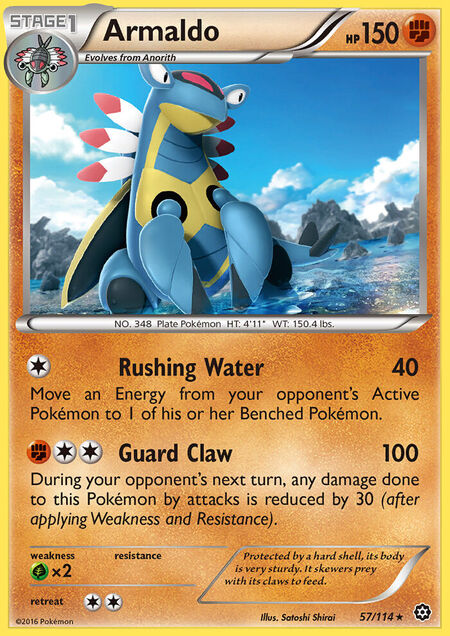 STAGE1 Armaldo HP 150
Evolves from Anorith
NO. 348 Plate Pokémon HT: 4'11" WT: 150.4 lbs.
Rushing Water 40
Move an Energy from your opponent's Active
Pokémon to 1 of his or her Benched Pokémon.
Guard Claw 100
During your opponent's next turn, any damage done
to this Pokémon by attacks is reduced by 30 (after
applying Weakness and Resistance).
weakness resistance
×2
retreat
Protected by a hard shell, its body
is very sturdy. It skewers prey
with its claws to feed.
©2016 Pokémon
Illus. Satoshi Shirai
57/114 ★